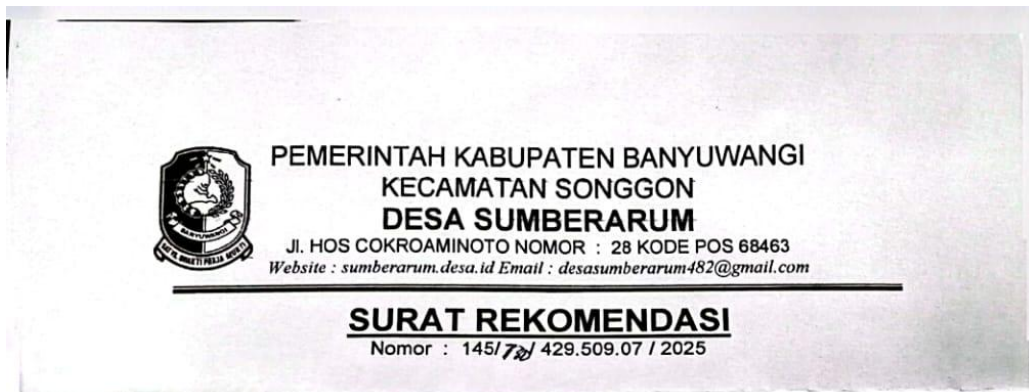 PEMERINTAH KABUPATEN BANYUWANGI
KECAMATAN SONGGON
DESA SUMBERARUM
Jl. HOS COKROAMINOTO NOMOR : 28 KODE POS 68463
Website : sumberarum.desa.id Email : desasumberarum482@gmail.com
BANYUWANGI
SURAT REKOMENDASI
Nomor : 145/ / 429.509.07 / 2025